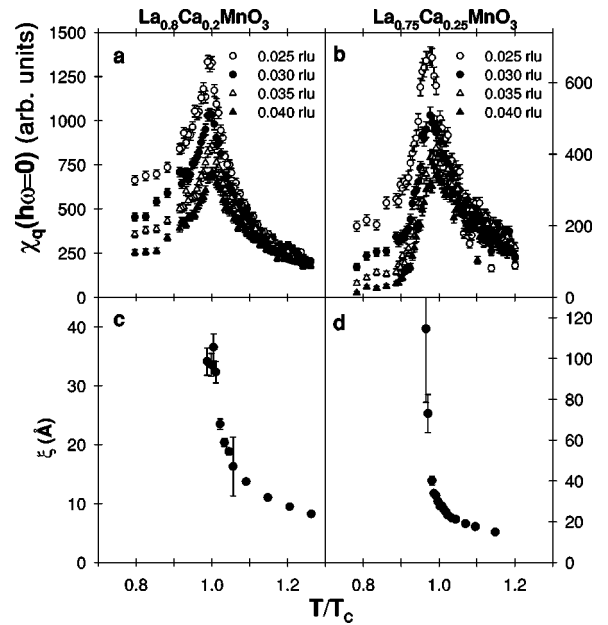 La0.8Ca0.2MnO3 La0.75Ca0.25MnO3
a
b
0.025 rlu
0.030 rlu
0.035 rlu
0.040 rlu
0.025 rlu
0.030 rlu
0.035 rlu
0.040 rlu
χq(ħω=0) (arb. units)
1500
1250
1000
750
500
250
600
400
200
0
c
d
ξ (Å)
40
30
20
10
0
120
100
80
60
40
20
0
0.8 1.0 1.2 0.8 1.0 1.2
T/TC